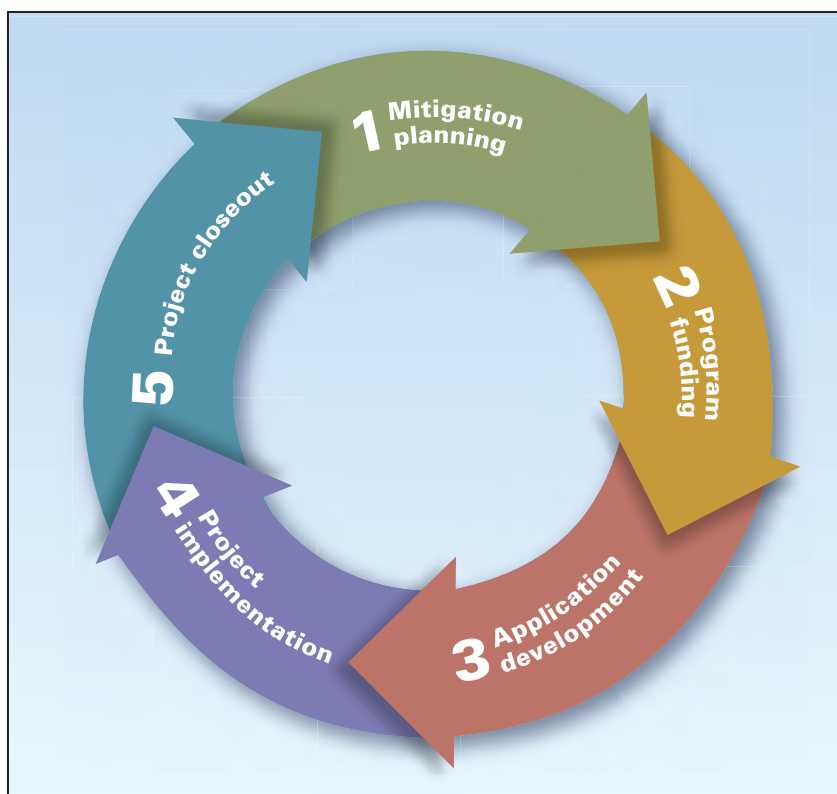 1 Mitigation
planning
2 Program
funding
3 Application
development
4 Project
implementation
5 Project closeout